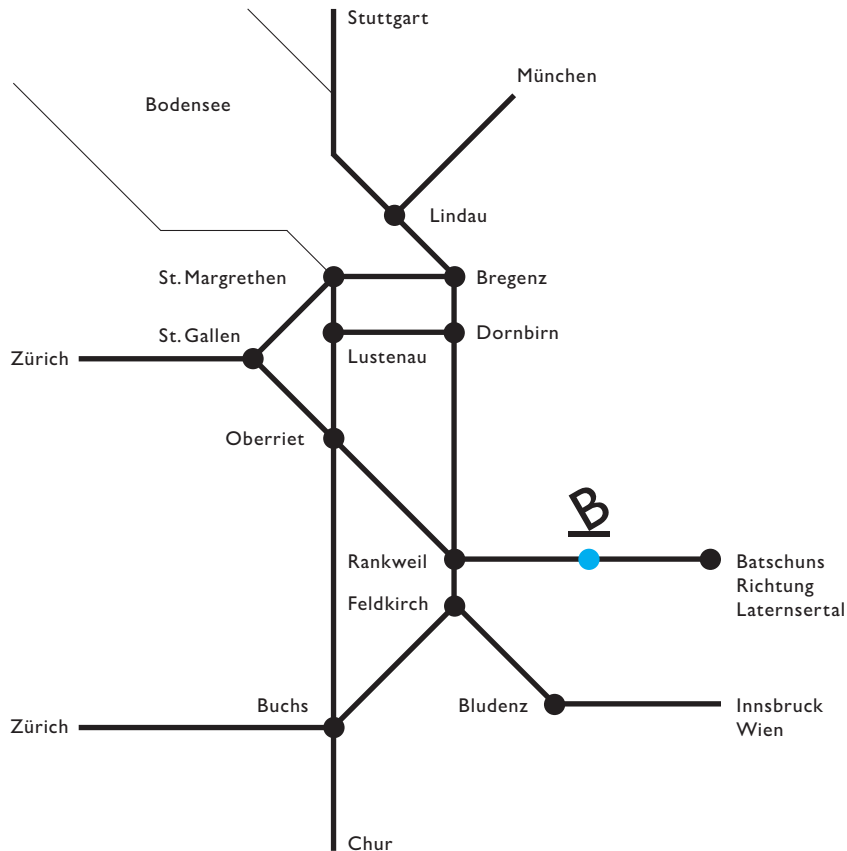 Stuttgart
München
Bodensee
Lindau
St. Margrethen
Bregenz
St. Gallen
Dornbirn
Zürich
Lustenau
Oberriet
B
Rankweil
Batschuns
Richtung
Laternsertal
Feldkirch
Buchs
Bludenz
Innsbruck
Wien
Zürich
Chur